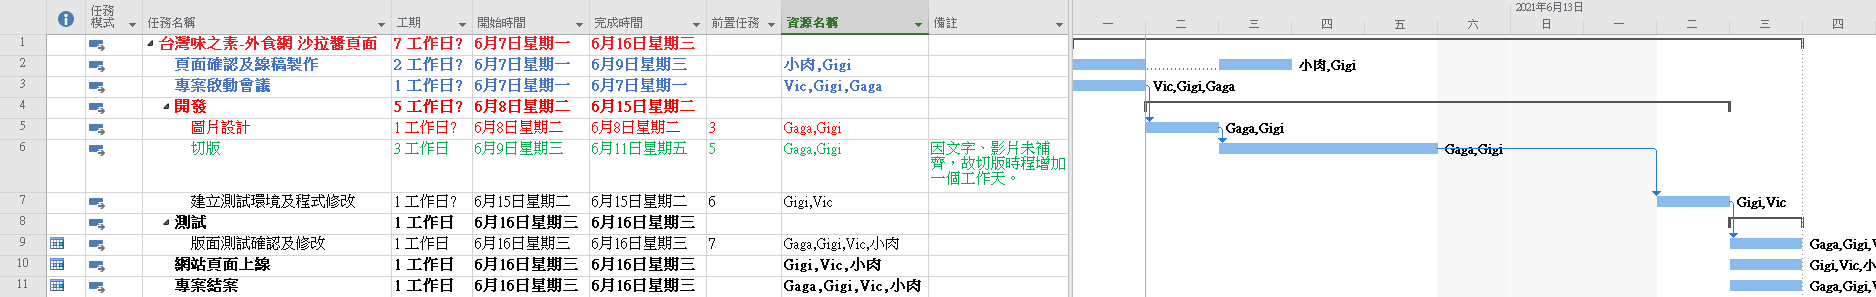 任務
模式
任務名稱
工期
開始時間
完成時間
前置任務
資源名稱
備註
2021年6月13日
一 二 三 四 五 六 日 一 二 三 四
1 台灣味之素-外食網 沙拉醬頁面 7 工作日? 6月7日星期一 6月16日星期三
2 頁面確認及線稿製作 2 工作日? 6月7日星期一 6月9日星期三 小肉,Gigi
小肉,Gigi
3 專案啟動會議 1 工作日? 6月7日星期一 6月7日星期一 Vic,Gigi,Gaga
Vic,Gigi,Gaga
4 開發 5 工作日? 6月8日星期二 6月15日星期二
5 圖片設計 1 工作日? 6月8日星期二 6月8日星期二 3 Gaga,Gigi
Gaga,Gigi
6 切版 3 工作日 6月9日星期三 6月11日星期五 5 Gaga,Gigi
因文字、影片未補
齊，故切版時程增加
一個工作天。
Gaga,Gigi
7 建立測試環境及程式修改 1 工作日? 6月15日星期二 6月15日星期二 6 Gigi,Vic
Gigi,Vic
8 測試 1 工作日 6月16日星期三 6月16日星期三
9 版面測試確認及修改 1 工作日 6月16日星期三 6月16日星期三 7 Gaga,Gigi,Vic,小肉
Gaga,Gigi,V
10 網站頁面上線 1 工作日 6月16日星期三 6月16日星期三 Gigi,Vic,小肉
Gigi,Vic,小
11 專案結案 1 工作日 6月16日星期三 6月16日星期三 Gaga,Gigi,Vic,小肉
Gaga,Gigi,V